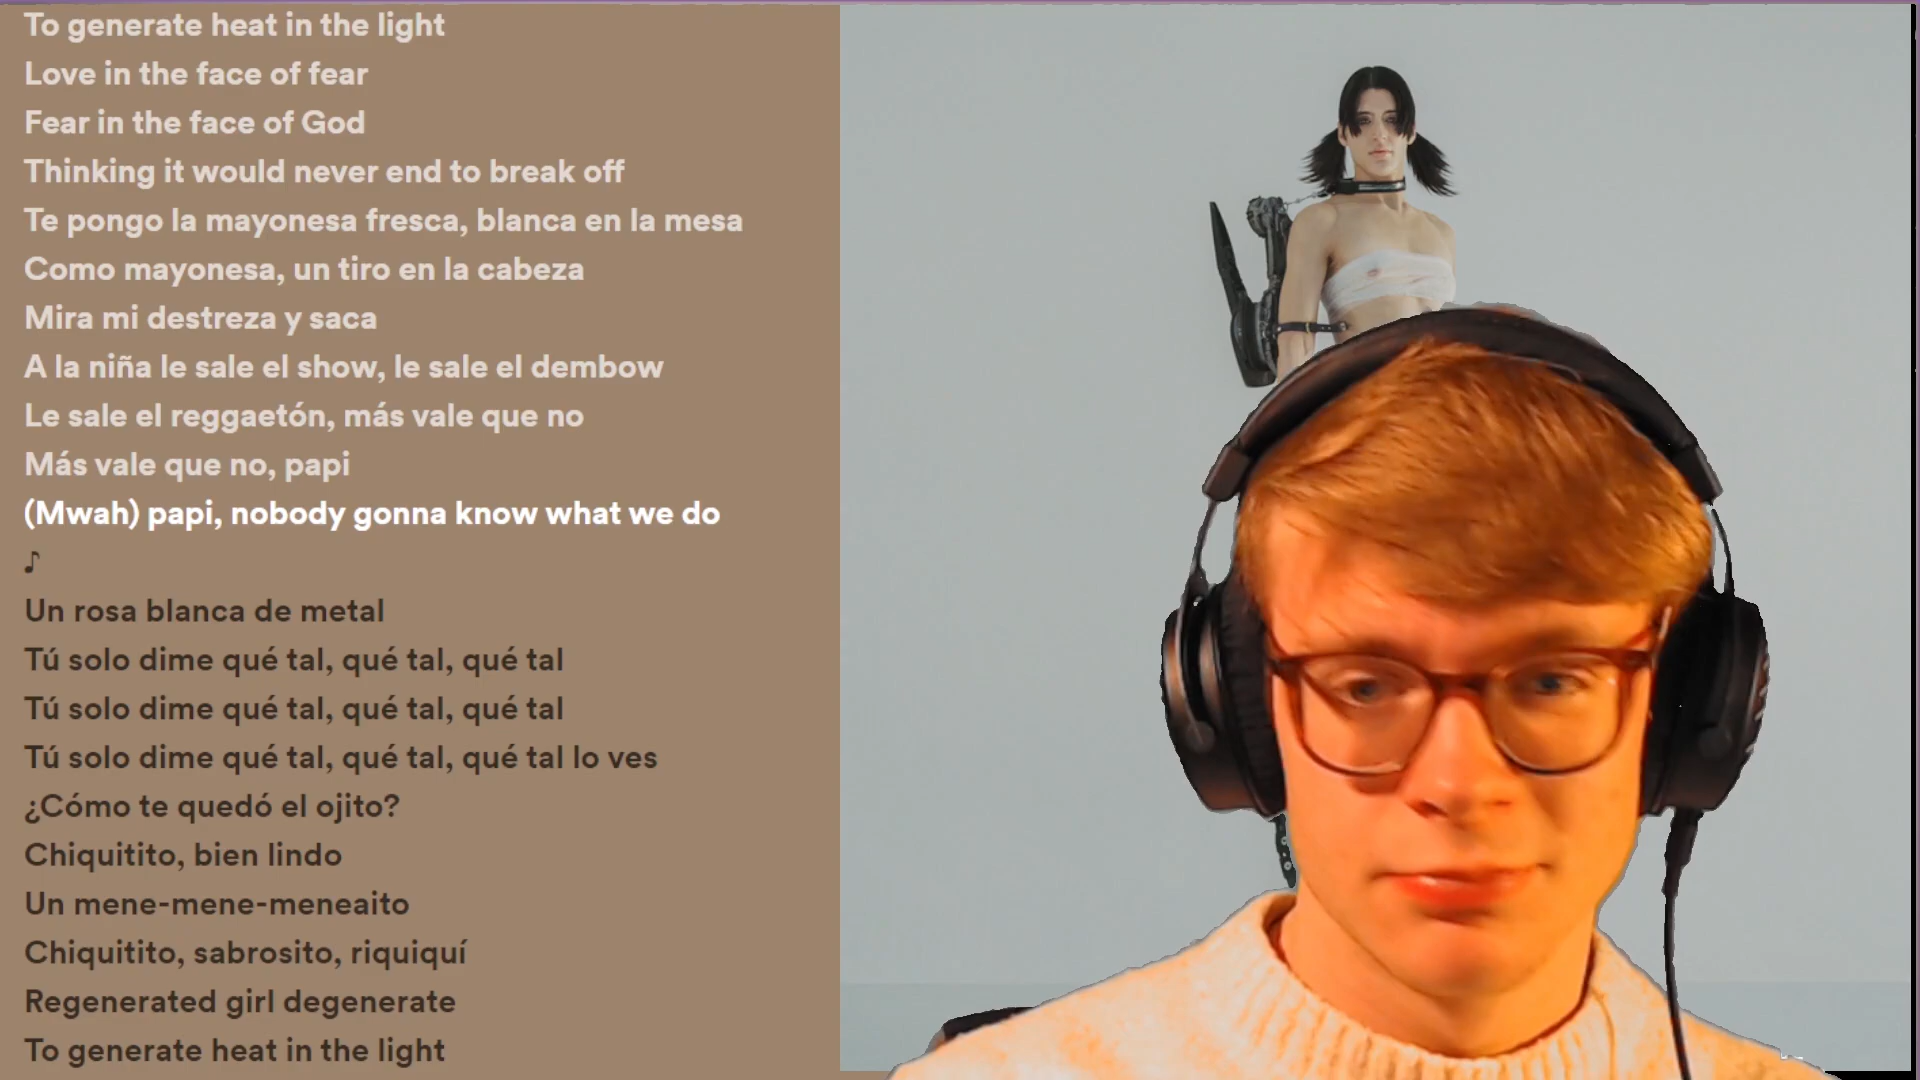 To generate heat in the light
Love in the face of fear
Fear in the face of God
Thinking it would never end to break off
Te pongo la mayonesa fresca, blanca en la mesa
Como mayonesa, un tiro en la cabeza
Mira mi destreza y saca
A la niña le sale el show, le sale el dembow
Le sale el reggaetón, más vale que no
Más vale que no, papi
(Mwah) papi, nobody gonna know what we do
♪
Un rosa blanca de metal
Tú solo dime qué tal, qué tal, qué tal
Tú solo dime qué tal, qué tal, qué tal
Tú solo dime qué tal, qué tal, qué tal lo ves
¿Cómo te quedó el ojito?
Chiquitito, bien lindo
Un mene-mene-meneaito
Chiquitito, sabrosito, riquiquí
Regenerated girl degenerate
To generate heat in the light